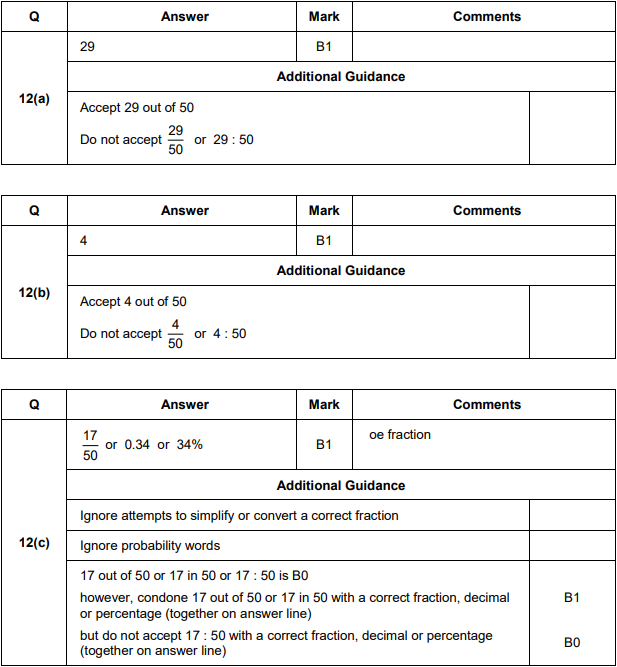 Q Answer Mark Comments
12(a)
29 B1
Additional Guidance
Accept 29 out of 50
Do not accept 29/50 or 29 : 50
Q Answer Mark Comments
12(b)
4 B1
Additional Guidance
Accept 4 out of 50
Do not accept 4/50 or 4 : 50
Q Answer Mark Comments
12(c)
17/50 or 0.34 or 34% B1 oe fraction
Additional Guidance
Ignore attempts to simplify or convert a correct fraction
Ignore probability words
17 out of 50 or 17 in 50 or 17 : 50 is B0
however, condone 17 out of 50 or 17 in 50 with a correct fraction, decimal B1
or percentage (together on answer line)
but do not accept 17 : 50 with a correct fraction, decimal or percentage B0
(together on answer line)